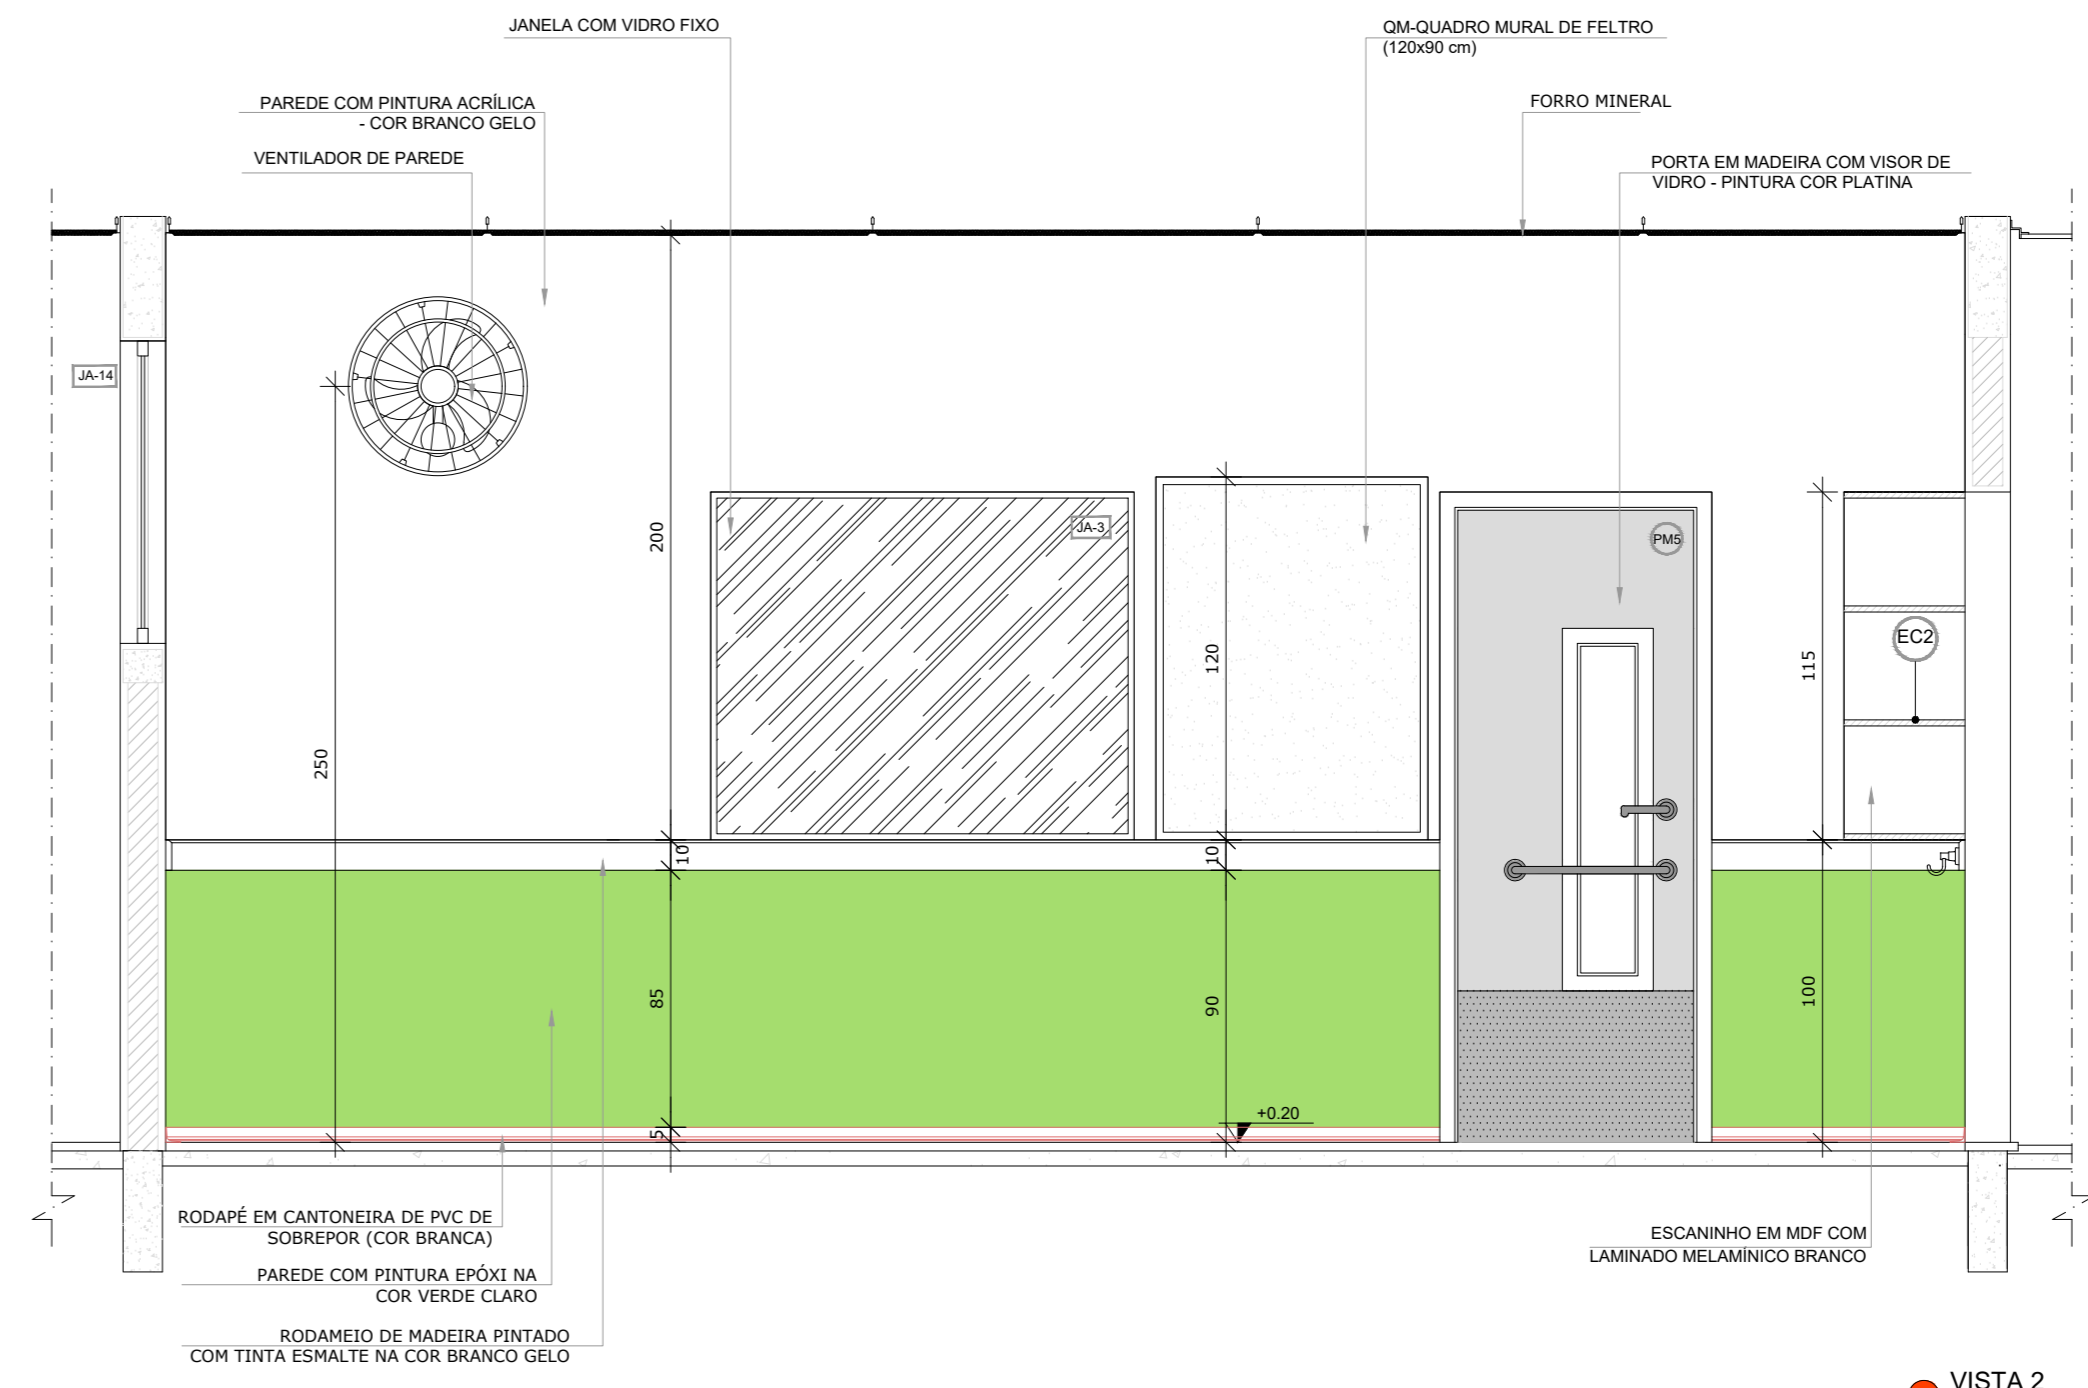 JANELA COM VIDRO FIXO
QM-QUADRO MURAL DE FELTRO
(120x90 cm)
PAREDE COM PINTURA ACRÍLICA
- COR BRANCO GELO
FORRO MINERAL
VENTILADOR DE PAREDE
PORTA EM MADEIRA COM VISOR DE
VIDRO - PINTURA COR PLATINA
JA-14
200
JA-3
PM5
120
EC2
115
250
10
10
85
90
100
+0.20
5
RODAPÉ EM CANTONEIRA DE PVC DE
SOBREPOR (COR BRANCA)
ESCANINHO EM MDF COM
LAMINADO MELAMÍNICO BRANCO
PAREDE COM PINTURA EPÓXI NA
COR VERDE CLARO
RODAMEIO DE MADEIRA PINTADO
COM TINTA ESMALTE NA COR BRANCO GELO
VISTA 2